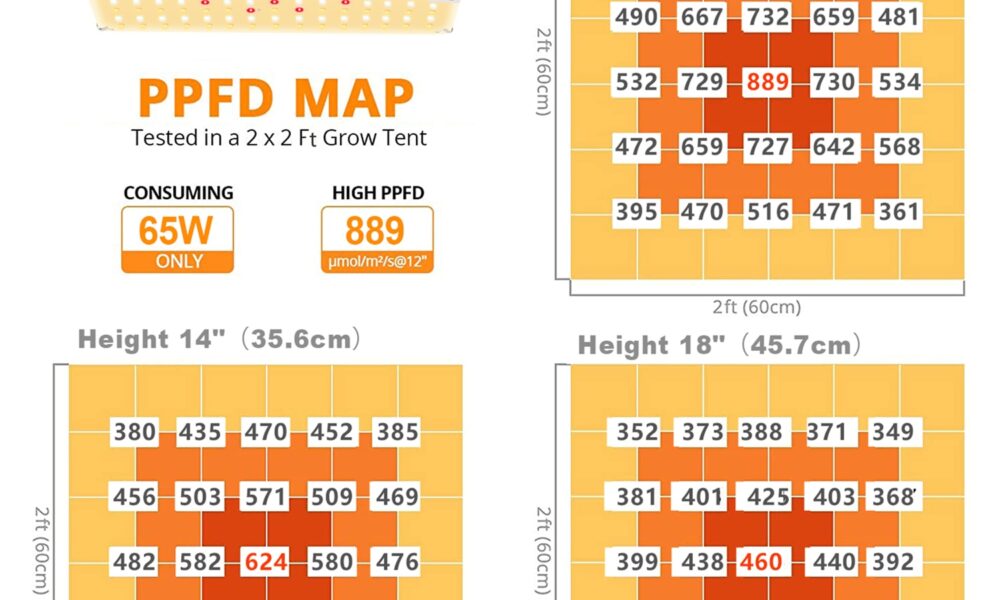 PPFD MAP
Tested in a 2 x 2 Ft Grow Tent
CONSUMING
65W
ONLY
HIGH PPFD
889
μmol/m²/s@12"
2ft (60cm)
490 667 732 659 481
532 729 889 730 534
472 659 727 642 568
395 470 516 471 361
2ft (60cm)
Height 14" (35.6cm)
2ft (60cm)
380 435 470 452 385
456 503 571 509 469
482 582 624 580 476
Height 18" (45.7cm)
2ft (60cm)
352 373 388 371 349
381 401 425 403 368
399 438 460 440 392